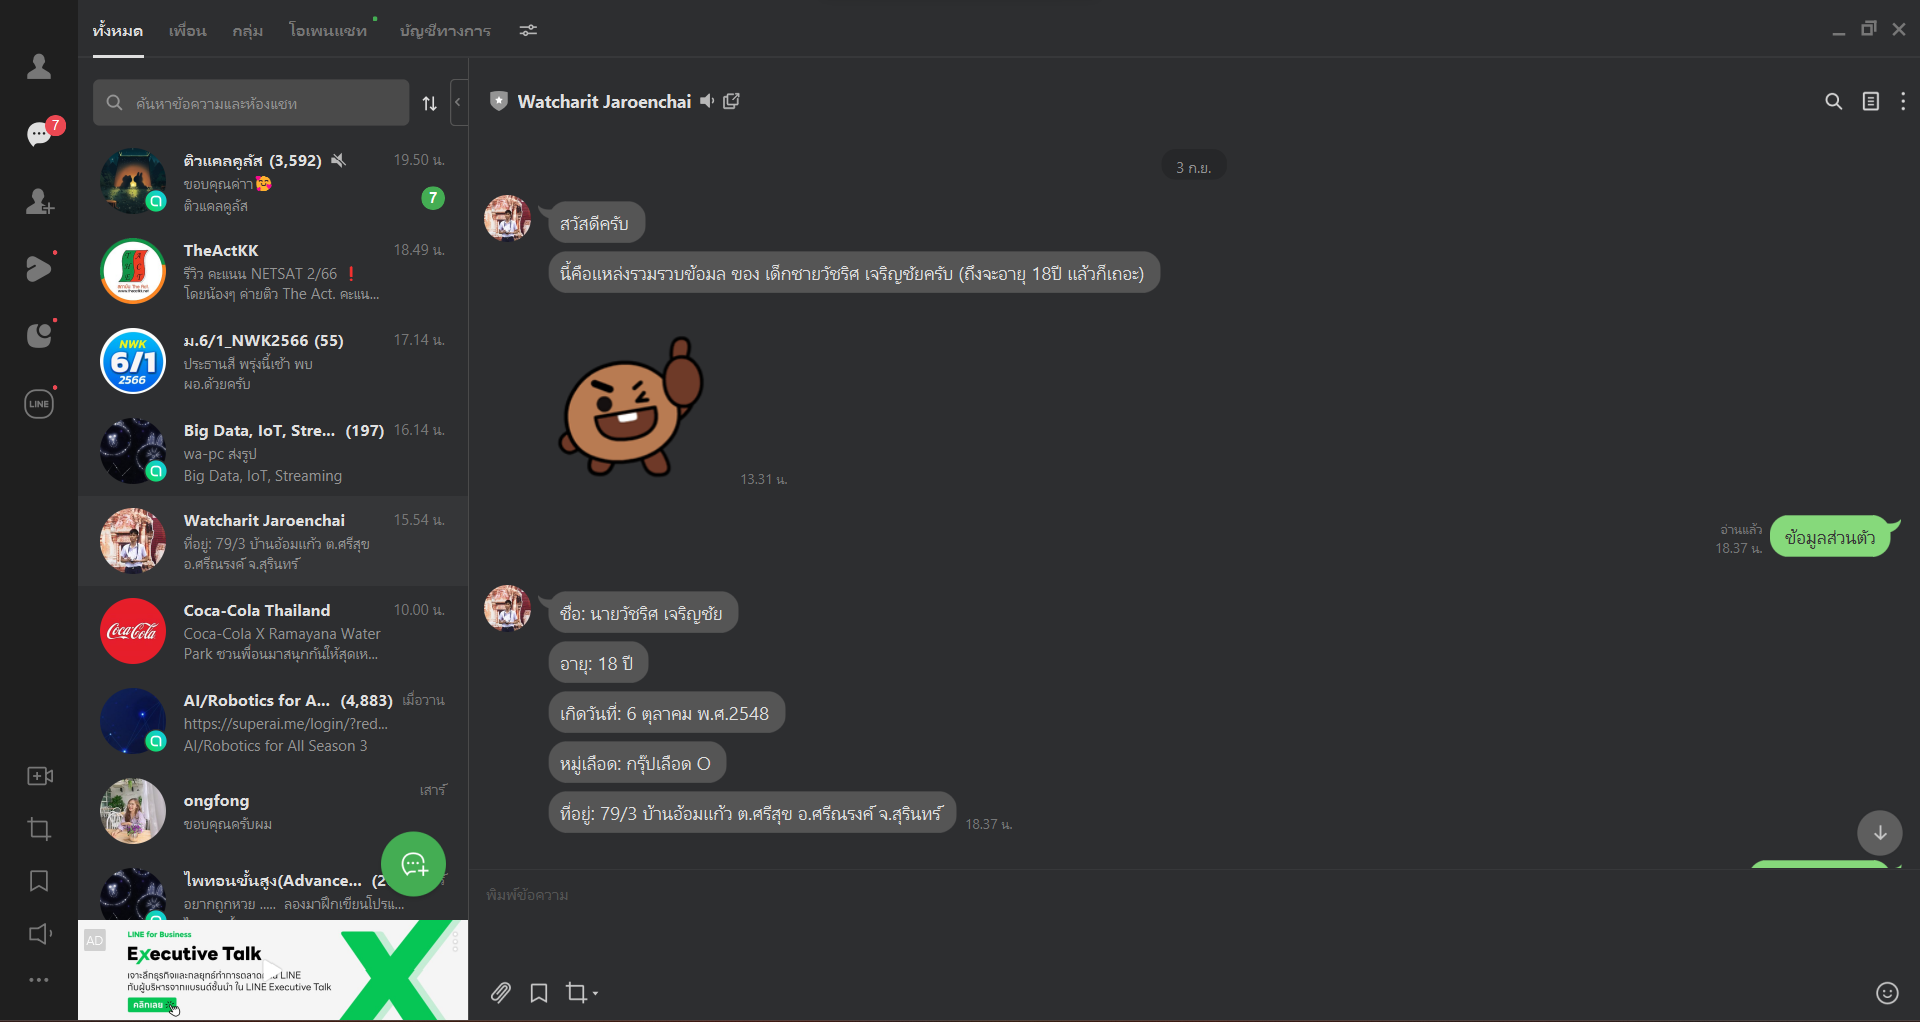 ทั้งหมด เพื่อน กลุ่ม โอเพนแชท บัญชีทางการ
7
LINE
ค้นหาข้อความและห้องแชท
ติวแคลคูลัส (3,592) 19.50 น.
ขอบคุณค่าา🥰
ติวแคลคูลัส
7
TheActKK 18.49 น.
รีวิว คะแนน NETSAT 2/66 ❗
โดยน้องๆ ค่ายติว The Act. คะแน...
NWK
6/1
2566
ม.6/1_NWK2566 (55) 17.14 น.
ประธานสี พรุ่งนี้เช้า พบ
ผอ.ด้วยครับ
Big Data, IoT, Stre... (197) 16.14 น.
wa-pc ส่งรูป
Big Data, IoT, Streaming
Watcharit Jaroenchai 15.54 น.
ที่อยู่: 79/3 บ้านอ้อมแก้ว ต.ศรีสุข
อ.ศรีณรงค์ จ.สุรินทร์
Coca-Cola
Coca-Cola Thailand 10.00 น.
Coca-Cola X Ramayana Water
Park ชวนพี่อนมาสนุกกันให้สุดเห...
AI/Robotics for A... (4,883) เมื่อวาน
https://superai.me/login/?red...
AI/Robotics for All Season 3
ongfong เสาร์
ขอบคุณครับผม
ไพทอนขั้นสูง(Advance... (2
อยากถูกหวย ..... ลองมาฝึกเขียนโปรแ...
AD
LINE for Business
Executive Talk
เจาะลึกธุรกิจและกลยุทธ์ทำการตลาด LINE
กับผู้บริหารจากแบรนด์ชั้นนำ ใน LINE Executive Talk
คลิกเลย
Watcharit Jaroenchai
3 ก.ย.
สวัสดีครับ
นี้คือแหล่งรวมรวบข้อมล ของ เด็กชายวัชริศ เจริญชัยครับ (ถึงจะอายุ 18ปี แล้วก็เถอะ)
13.31 น.
อ่านแล้ว
18.37 น.
ข้อมูลส่วนตัว
ชื่อ: นายวัชริศ เจริญชัย
อายุ: 18 ปี
เกิดวันที่: 6 ตุลาคม พ.ศ.2548
หมู่เลือด: กรุ๊ปเลือด O
ที่อยู่: 79/3 บ้านอ้อมแก้ว ต.ศรีสุข อ.ศรีณรงค์ จ.สุรินทร์
18.37 น.
พิมพ์ข้อความ